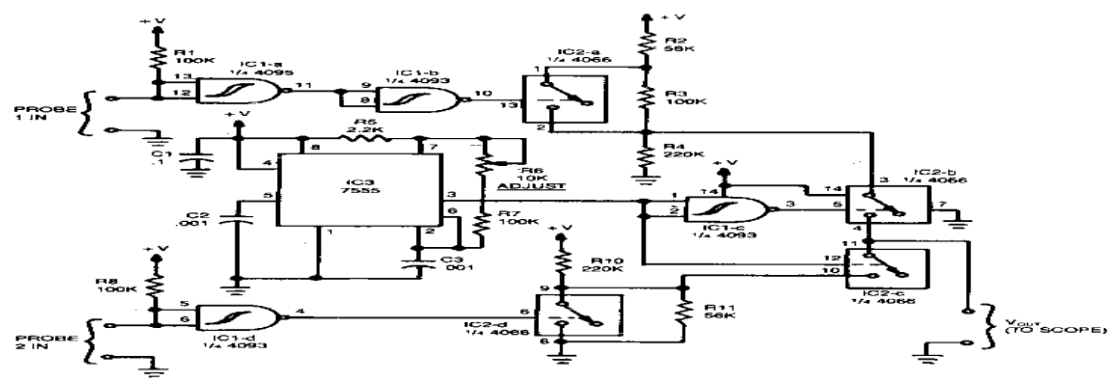 +V
R1
100K
IC1-a
1/4 4095
13
12
11
PROBE
1 IN
IC1-b
1/4 4093
9
8
10
IC2-a
1/4 4066
1
13
2
+V
R2
56K
R3
100K
R4
220K
+V
C1
.1
R5
2.2K
4
8
7
IC3
7555
5
3
6
1
2
R6
10K
ADJUST
R7
100K
C2
.001
C3
.001
+V
14
1
2
3
IC1-c
1/4 4093
IC2-b
1/4 4066
3
14
5
7
4
11
12
10
IC2-c
1/4 4066
+V
R8
100K
5
6
4
IC1-d
1/4 4093
PROBE
2 IN
+V
R10
220K
9
6
8
IC2-d
1/4 4066
R11
56K
VOUT
(TO SCOPE)